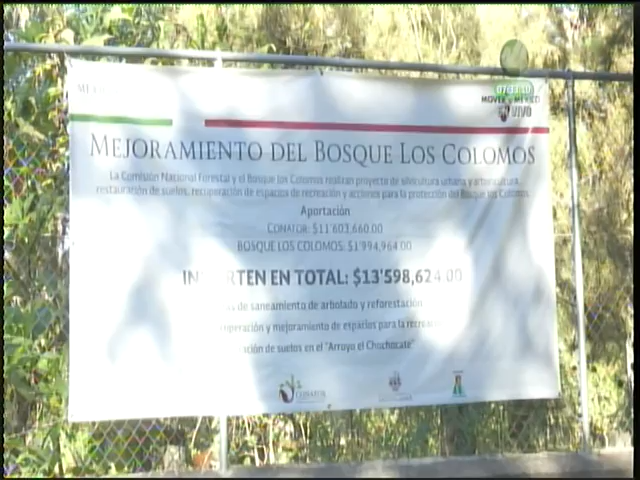 07:33:10
MOVER A MÉXICO
VIVO
MEJORAMIENTO DEL BOSQUE LOS COLOMOS
La Comisión Nacional Forestal y el Bosque los Colomos realizan proyecto de silvicultura urbana y arboricultura,
restauración de suelos, recuperación de espacios de recreación y acciones para la protección del Bosque los Colomos.
Aportación
CONAFOR: $11'603,660.00
BOSQUE LOS COLOMOS: $1'994,964.00
EN TOTAL: $13'598,624.00
de saneamiento de arbolado y reforestación
y mejoramiento de espacios para la
de suelos en el "Arroyo el Chochocate"
CONAFOR